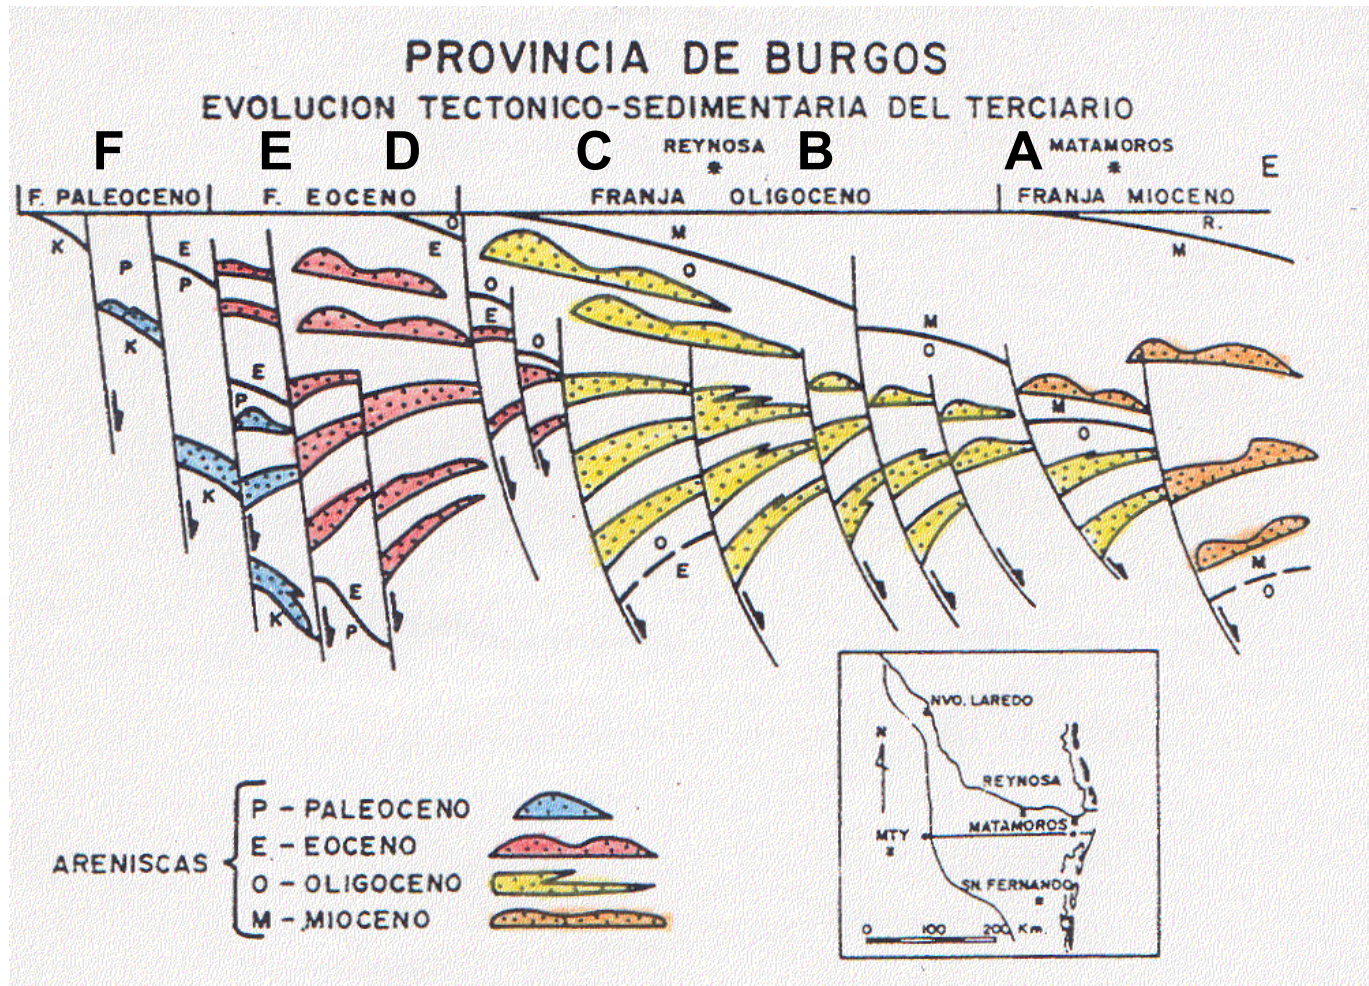 PROVINCIA DE BURGOS
EVOLUCION TECTONICO-SEDIMENTARIA DEL TERCIARIO
F E D C REYNOSA B A MATAMOROS E
F. PALEOCENO F. EOCENO FRANJA OLIGOCENO FRANJA MIOCENO
O R.
K E E M M
P P O
O
E M
O O
E
P M
K O
K
O
E
E M
K P O
NVO. LAREDO
N
REYNOSA
MATAMOROS
MTY
SN. FERNANDO
0 100 200 Km.
ARENISCAS
P - PALEOCENO
E - EOCENO
O - OLIGOCENO
M - MIOCENO